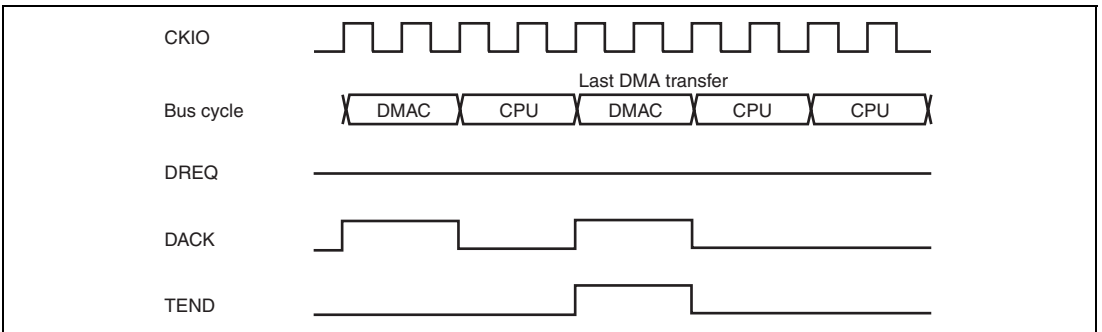 CKIO
Last DMA transfer
Bus cycle DMAC CPU DMAC CPU CPU
DREQ
DACK
TEND